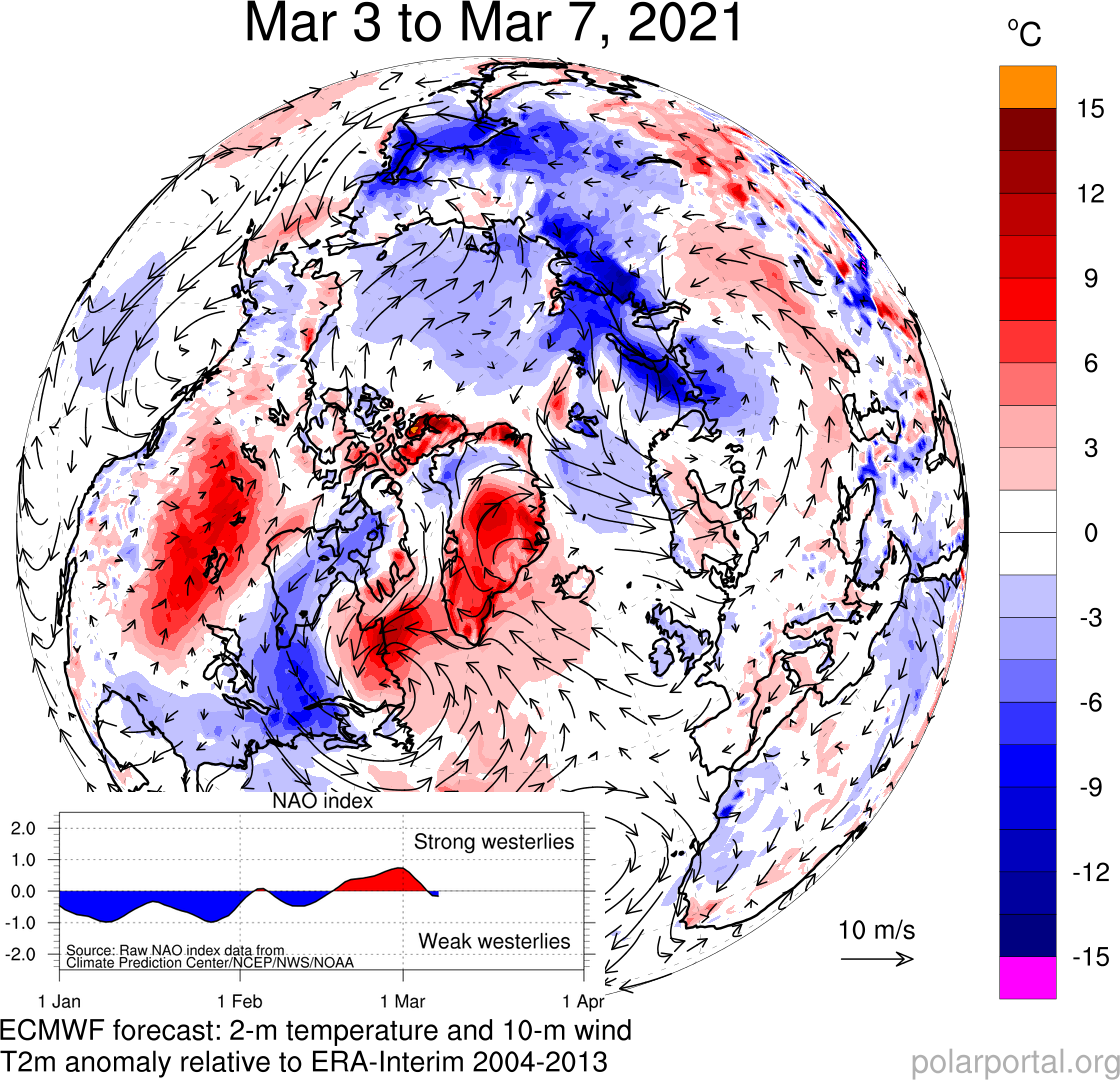 Mar 3 to Mar 7, 2021
°C
15
12
9
6
3
0
-3
-6
-9
-12
-15
NAO index
2.0
1.0
0.0
-1.0
-2.0
Strong westerlies
Weak westerlies
Source: Raw NAO index data from
Climate Prediction Center/NCEP/NWS/NOAA
1 Jan
1 Feb
1 Mar
1 Apr
10 m/s
ECMWF forecast: 2-m temperature and 10-m wind
T2m anomaly relative to ERA-Interim 2004-2013
polarportal.org